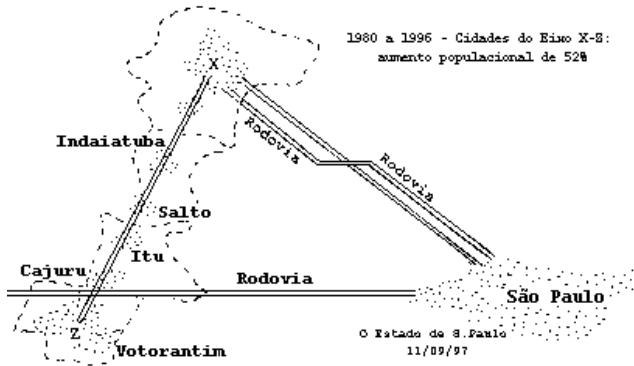 1980 a 1996 - Cidades do Eixo X-Z:
aumento populacional de 52%
X
Rodovia
Rodovia
Indaiatuba
Salto
Itu
Cajuru
Rodovia
São Paulo
Z
Votorantim
O Estado de S.Paulo
11/09/97